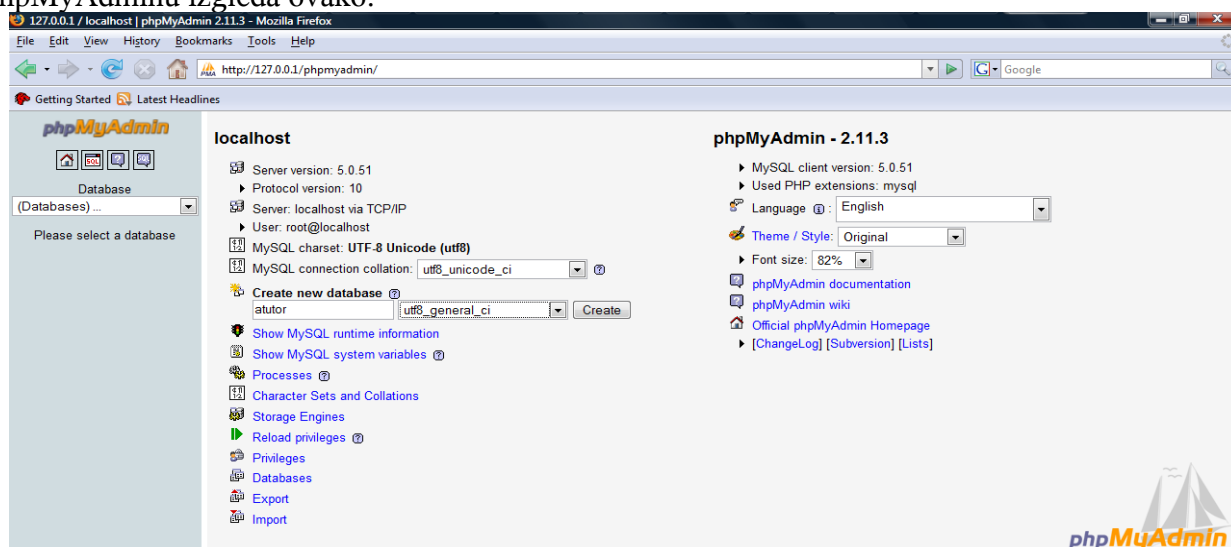 hpMyAdminu izgleda ovako:
127.0.0.1 / localhost | phpMyAdmin 2.11.3 - Mozilla Firefox
File Edit View History Bookmarks Tools Help
http://127.0.0.1/phpmyadmin/
Google
Getting Started Latest Headlines
phpMyAdmin
SQL
Database
(Databases) ...
Please select a database
localhost
Server version: 5.0.51
Protocol version: 10
Server: localhost via TCP/IP
User: root@localhost
MySQL charset: UTF-8 Unicode (utf8)
MySQL connection collation: utf8_unicode_ci
Create new database
atutor utf8_general_ci Create
Show MySQL runtime information
Show MySQL system variables
Processes
Character Sets and Collations
Storage Engines
Reload privileges
Privileges
Databases
Export
Import
phpMyAdmin - 2.11.3
MySQL client version: 5.0.51
Used PHP extensions: mysql
Language : English
Theme / Style: Original
Font size: 82%
phpMyAdmin documentation
phpMyAdmin wiki
Official phpMyAdmin Homepage
[ChangeLog] [Subversion] [Lists]
phpMyAdmin